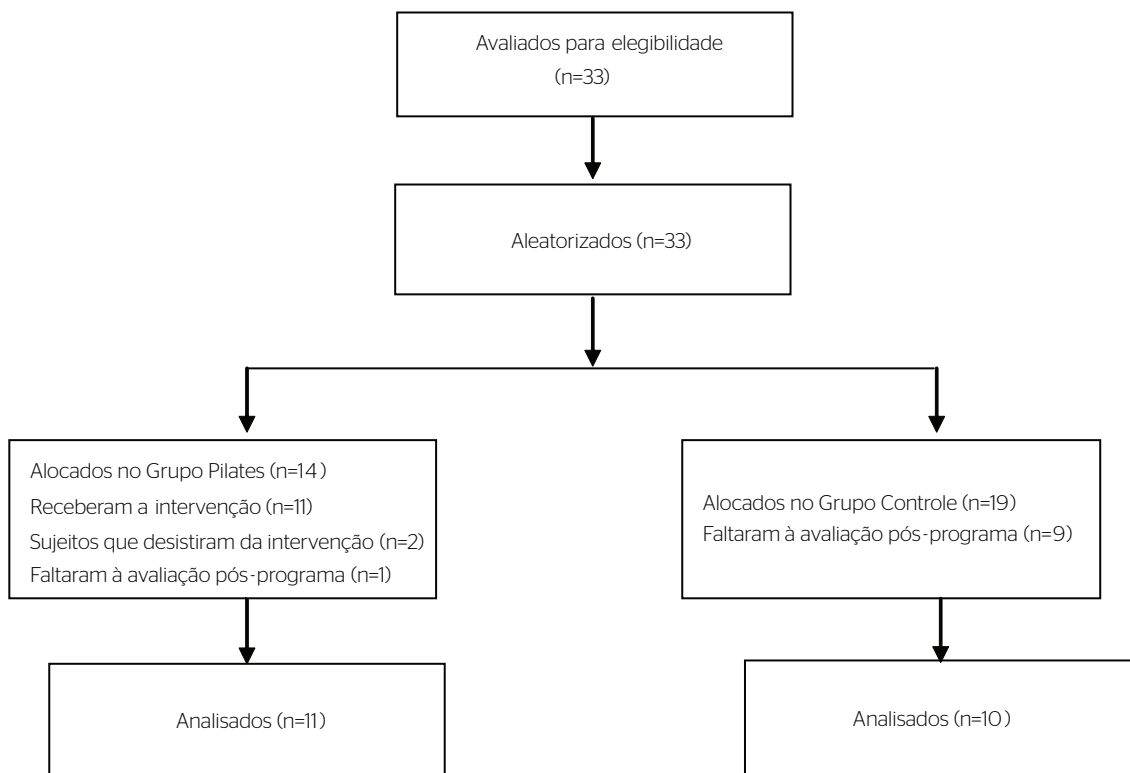 Avaliados para elegibilidade
(n=33)
Aleatorizados (n=33)
Alocados no Grupo Pilates (n=14)
Receberam a intervenção (n=11)
Sujeitos que desistiram da intervenção (n=2)
Faltaram à avaliação pós-programa (n=1)
Alocados no Grupo Controle (n=19)
Faltaram à avaliação pós-programa (n=9)
Analisados (n=11)
Analisados (n=10)